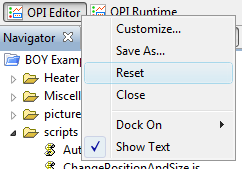 OPI Editor OPI Runtime
Navigator
BOY Examp
Heater
Miscell
picture
scripts
Aut
ChangePositionAndSize.js
Customize...
Save As...
Reset
Close
Dock On
Show Text